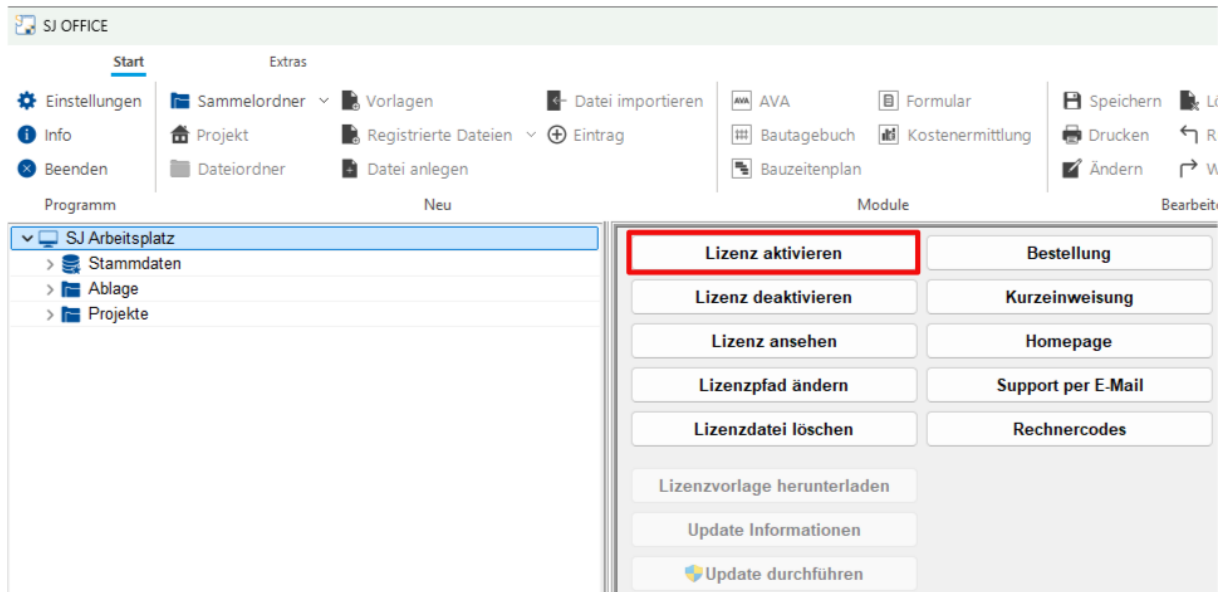 SJ OFFICE
Start Extras
Einstellungen Sammelordner Vorlagen Datei importieren AVA Formular Speichern
Info Projekt Registrierte Dateien Eintrag Bautagebuch Kostenermittlung Drucken
Beenden Dateiordner Datei anlegen Bauzeitenplan Ändern
Programm Neu Module
SJ Arbeitsplatz
Stammdaten
Ablage
Projekte
Lizenz aktivieren Bestellung
Lizenz deaktivieren Kurzeinweisung
Lizenz ansehen Homepage
Lizenzpfad ändern Support per E-Mail
Lizenzdatei löschen Rechnercodes
Lizenzvorlage herunterladen
Update Informationen
Update durchführen